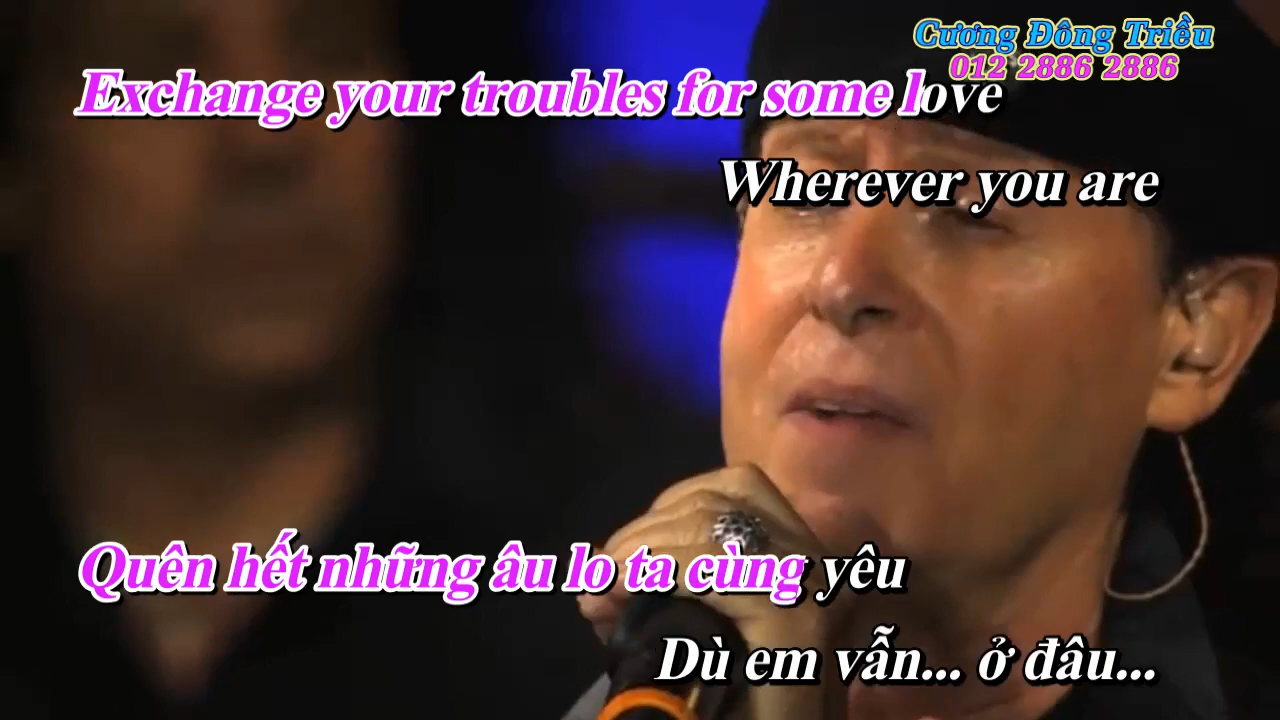 Cương Đông Triều
012 2886 2886
Exchange your troubles for some love
Wherever you are
Quên hết những âu lo ta cùng yêu
Dù em vẫn... ở đâu...